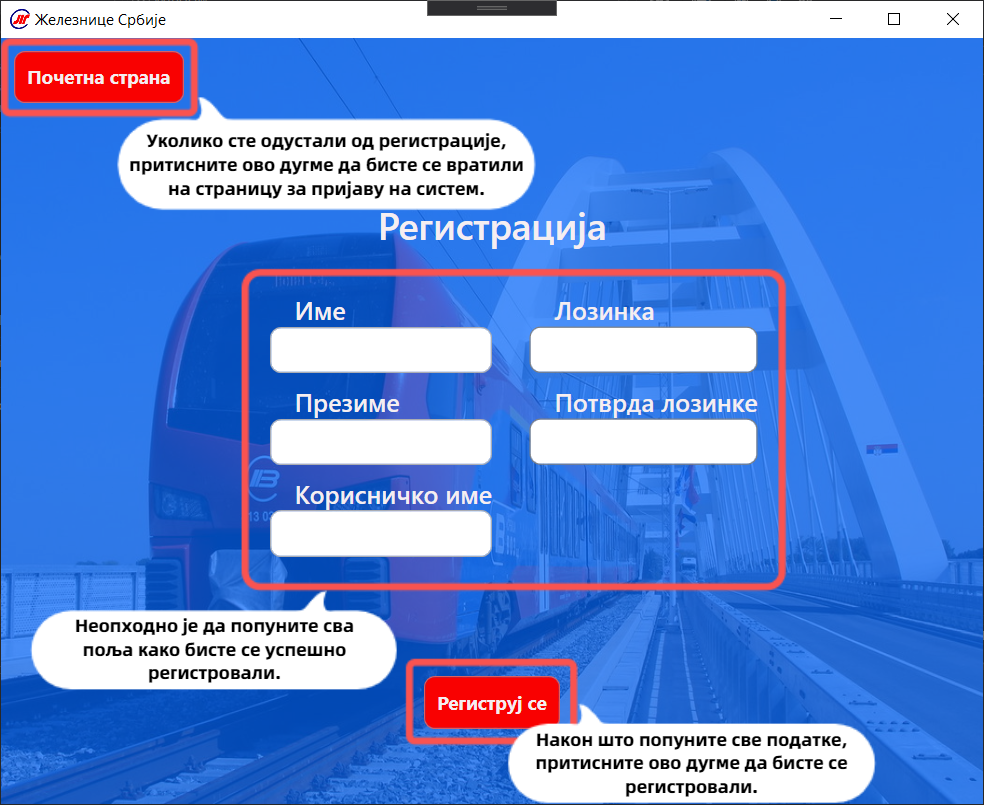 Железнице Србије
Почетна страна
Уколико сте одустали од регистрације,
притисните ово дугме да бисте се вратили
на страницу за пријаву на систем.
Регистрација
Име
Лозинка
Презиме
Потврда лозинке
Корисничко име
Неопходно је да попуните сва
поља како бисте се успешно
регистровали.
Региструј се
Након што попуните све податке,
притисните ово дугме да бисте се
регистровали.